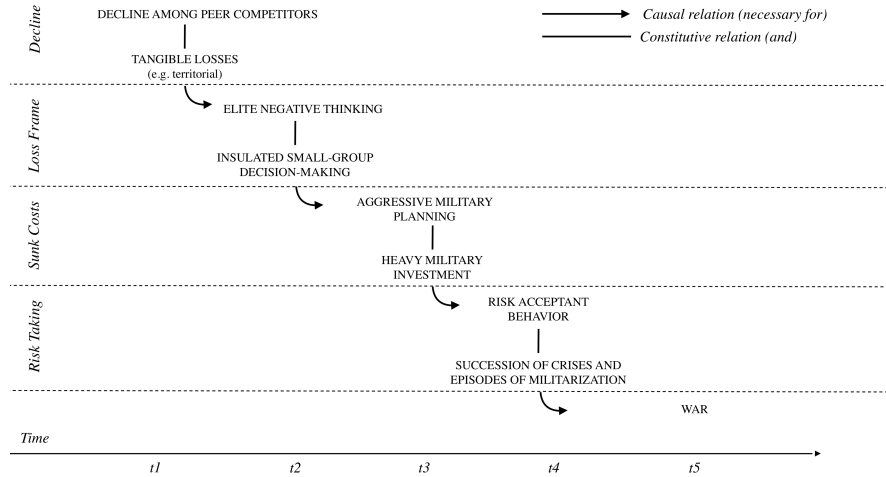 DECLINE AMONG PEER COMPETITORS
Causal relation (necessary for)
Constitutive relation (and)
Decline
TANGIBLE LOSSES
(e.g. territorial)
Loss Frame
ELITE NEGATIVE THINKING
INSULATED SMALL-GROUP
DECISION-MAKING
Sunk Costs
AGGRESSIVE MILITARY
PLANNING
HEAVY MILITARY
INVESTMENT
Risk Taking
RISK ACCEPTANT
BEHAVIOR
SUCCESSION OF CRISES AND
EPISODES OF MILITARIZATION
WAR
Time
t1 t2 t3 t4 t5